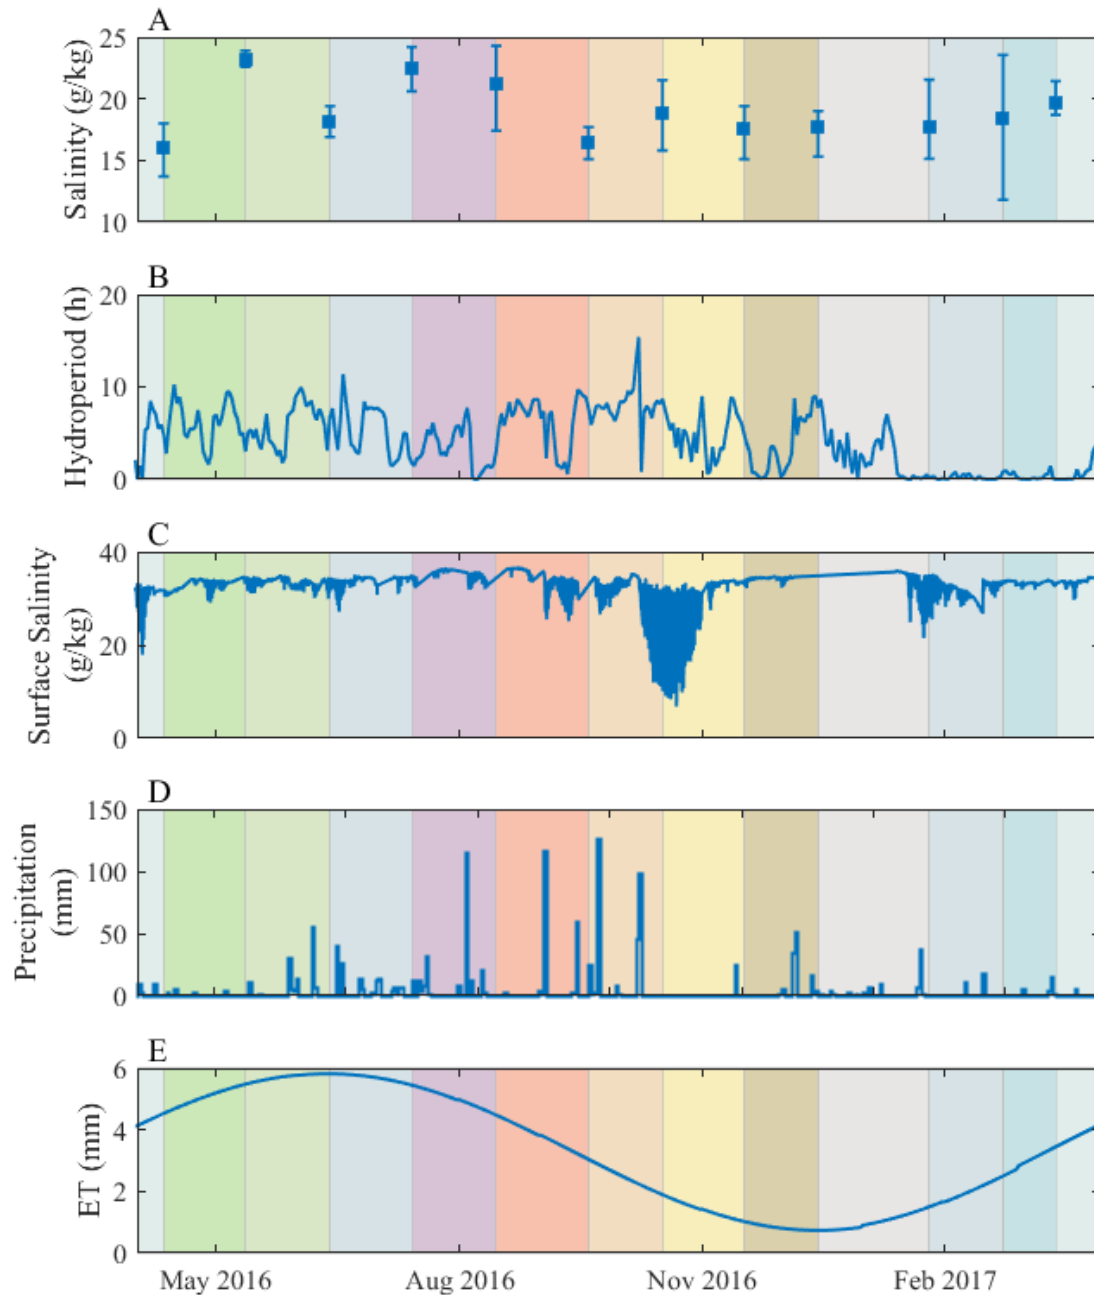 A
25
20
15
10
Salinity (g/kg)
B
20
10
0
Hydroperiod (h)
C
40
20
0
Surface Salinity
(g/kg)
D
150
100
50
0
Precipitation
(mm)
E
6
4
2
0
ET (mm)
May 2016 Aug 2016 Nov 2016 Feb 2017